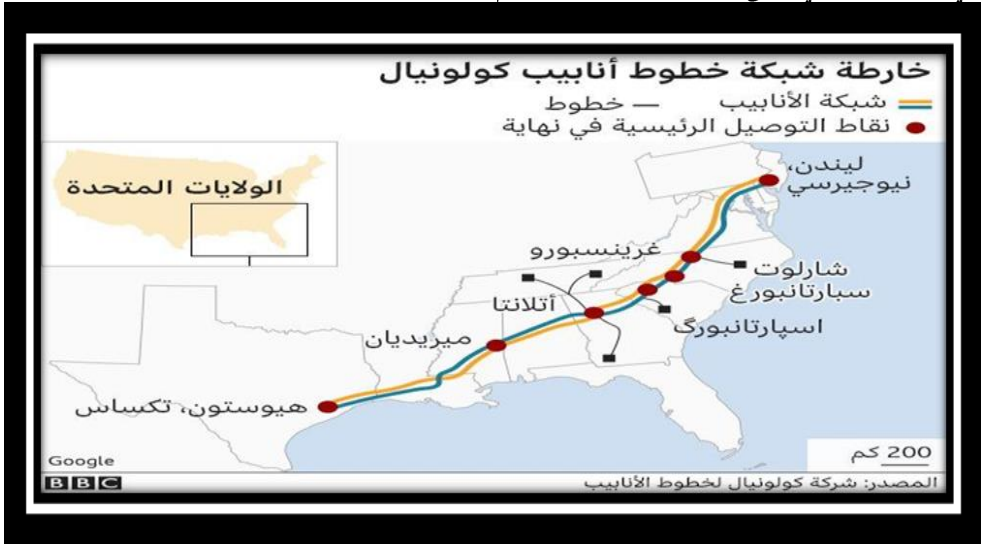 خارطة شبكة خطوط أنابيب كولونيال
شبكة الأنابيب
خطوط
نقاط التوصيل الرئيسية في نهاية
الولايات المتحدة
ليندن،
نيوجيرسي
غرينسبورو
شارلوت
سبارتانبورغ
اسپارتانبورگ
أتلانتا
ميريديان
هيوستون، تكساس
200 كم
Google
BBC
المصدر: شركة كولونيال لخطوط الأنابيب